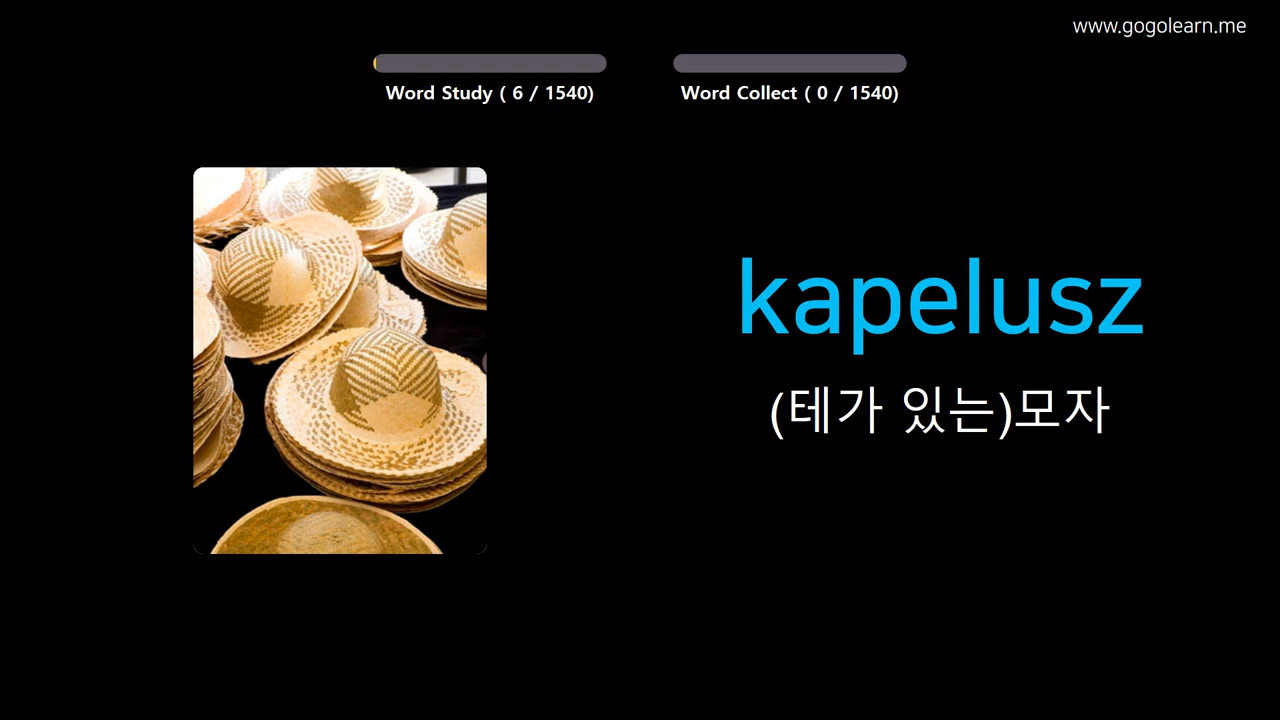 www.gogolearn.me
Word Study ( 6 / 1540)
Word Collect ( 0 / 1540)
kapelusz
(테가 있는)모자